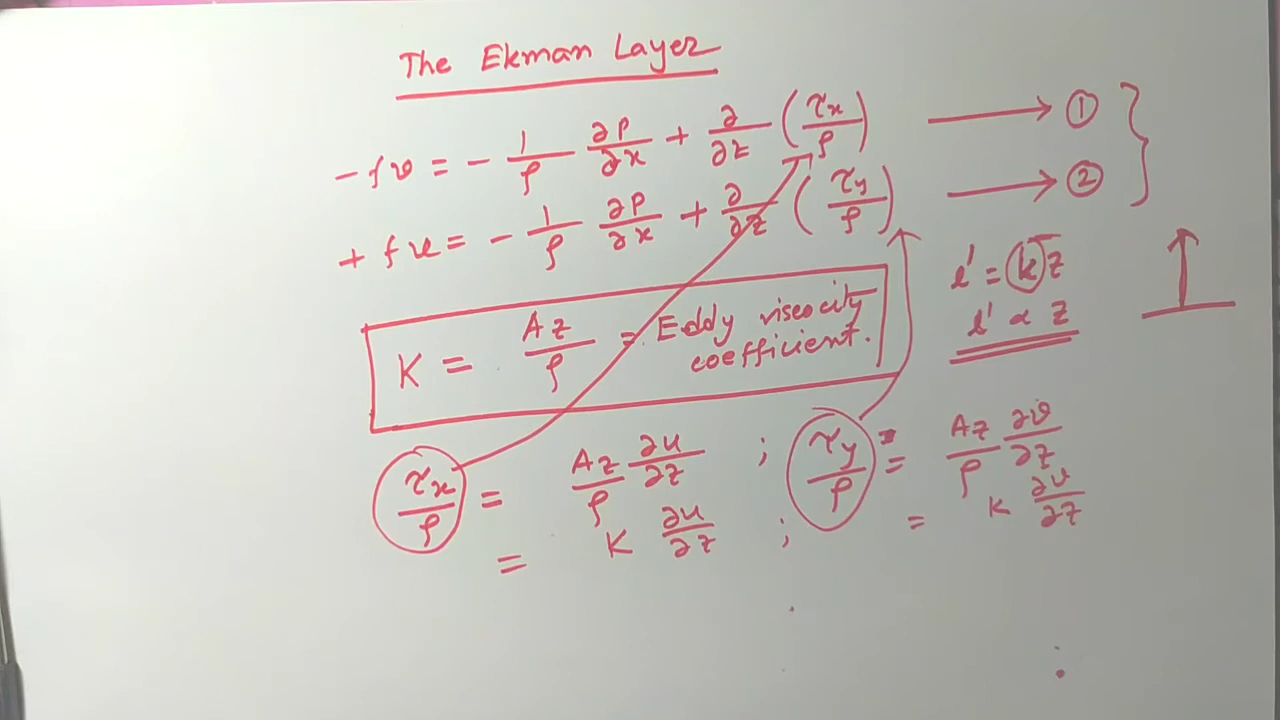 The Ekman Layer
-fv = - 1/ρ ∂P/∂x + ∂/∂z (τx/ρ) → ①
+fu = - 1/ρ ∂P/∂x + ∂/∂z (τy/ρ) → ②
l' = kz
l' ∝ z
K = Az/ρ = Eddy viscocity
coefficient.
τx/ρ = Az/ρ ∂u/∂z ; τy/ρ = Az/ρ ∂v/∂z
= K ∂u/∂z ; = K ∂v/∂z